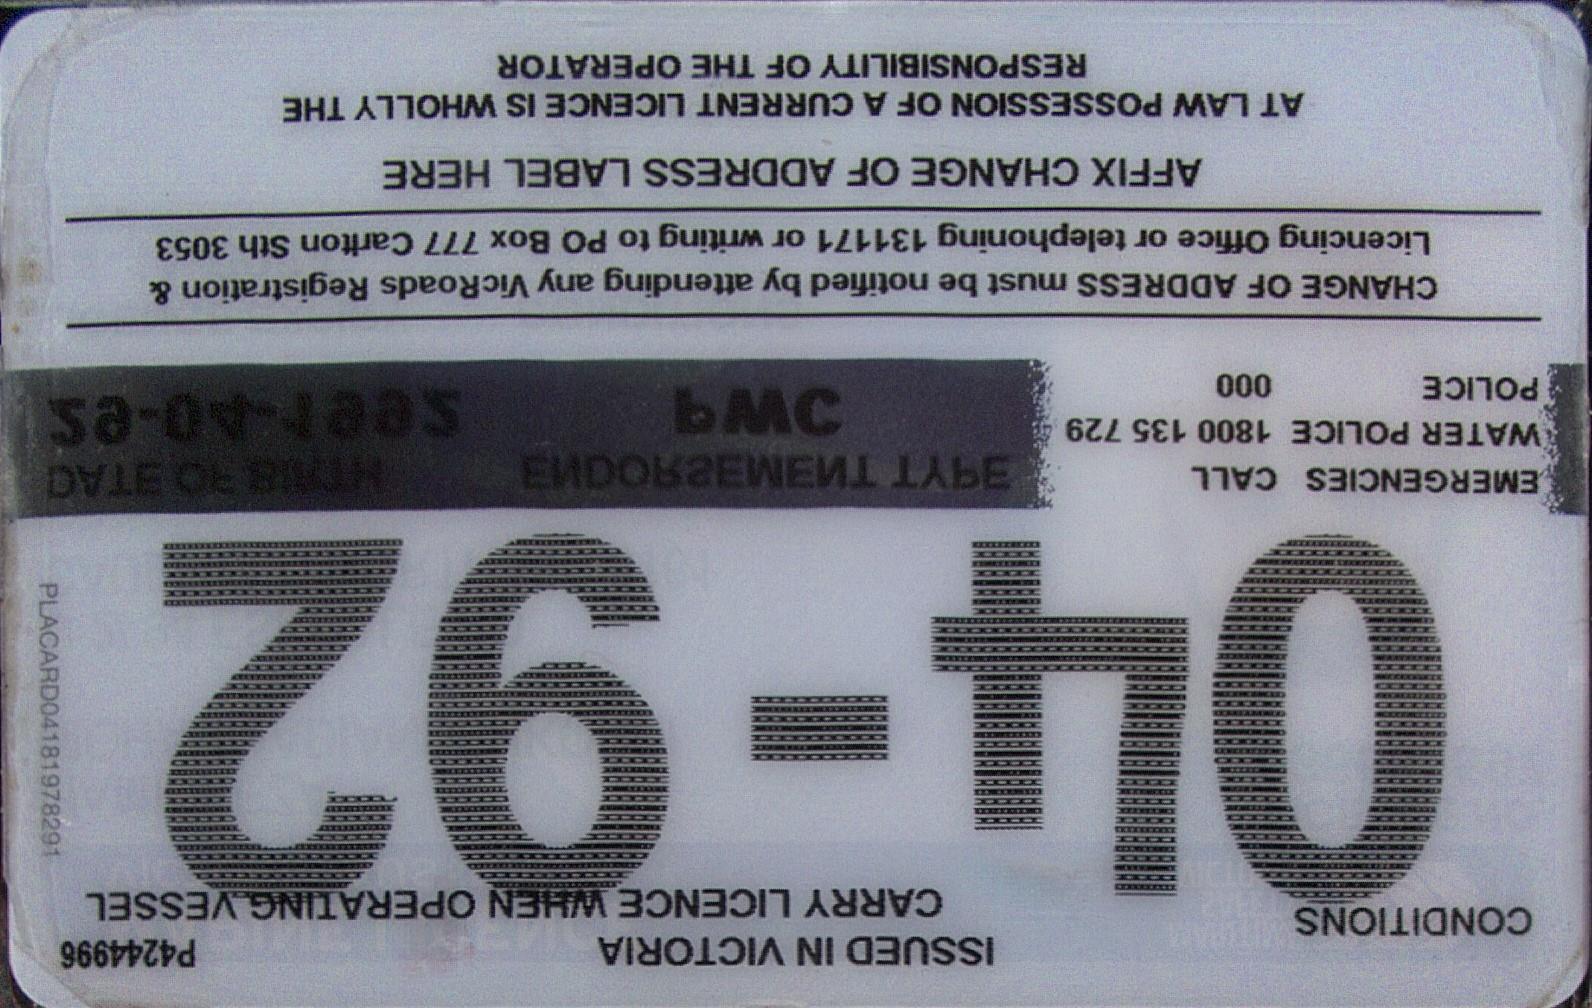 CONDITIONS
ISSUED IN VICTORIA
P4244996
CARRY LICENCE WHEN OPERATING VESSEL
04-92
PLACARD04181978291
EMERGENCIES CALL
WATER POLICE 1800 135 729
POLICE 000
ENDORSEMENT TYPE
DATE OF BIRTH
PWC
29-04-1992
CHANGE OF ADDRESS must be notified by attending any VicRoads Registration &
Licencing Office or telephoning 131171 or writing to PO Box 777 Carlton Sth 3053
AFFIX CHANGE OF ADDRESS LABEL HERE
AT LAW POSSESSION OF A CURRENT LICENCE IS WHOLLY THE
RESPONSIBILITY OF THE OPERATOR